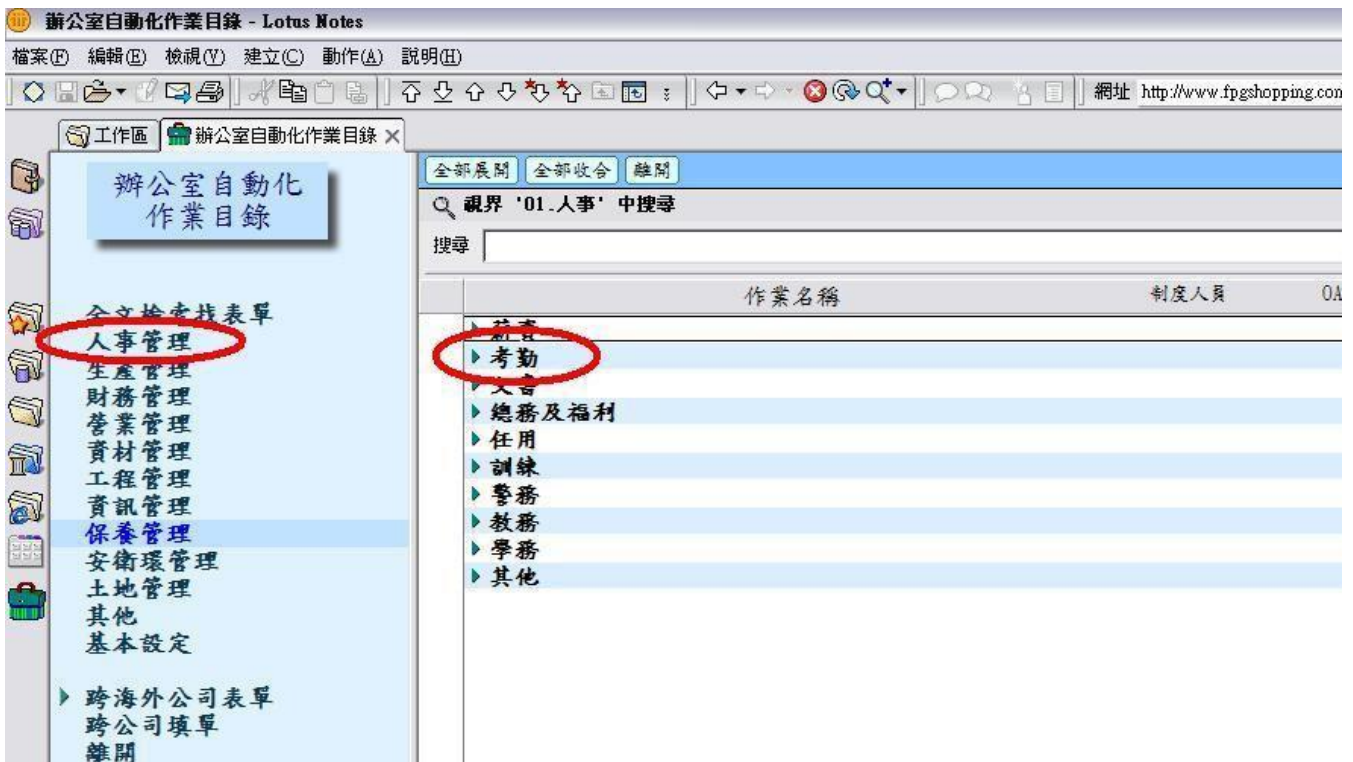 辦公室自動化作業目錄 - Lotus Notes
檔案(F) 編輯(E) 檢視(V) 建立(C) 動作(A) 說明(H)
網址 http://www.fpgshopping.com
工作區 辦公室自動化作業目錄
辦公室自動化
作業目錄
全文檢索找表單
人事管理
生產管理
財務管理
營業管理
資材管理
工程管理
資訊管理
保養管理
安衛環管理
土地管理
其他
基本設定
跨海外公司表單
跨公司填單
離開
全部展開 全部收合 離開
視界 '01.人事' 中搜尋
搜尋
作業名稱 制度人員 OA
薪資
考勤
文書
總務及福利
任用
訓練
警務
教務
學務
其他